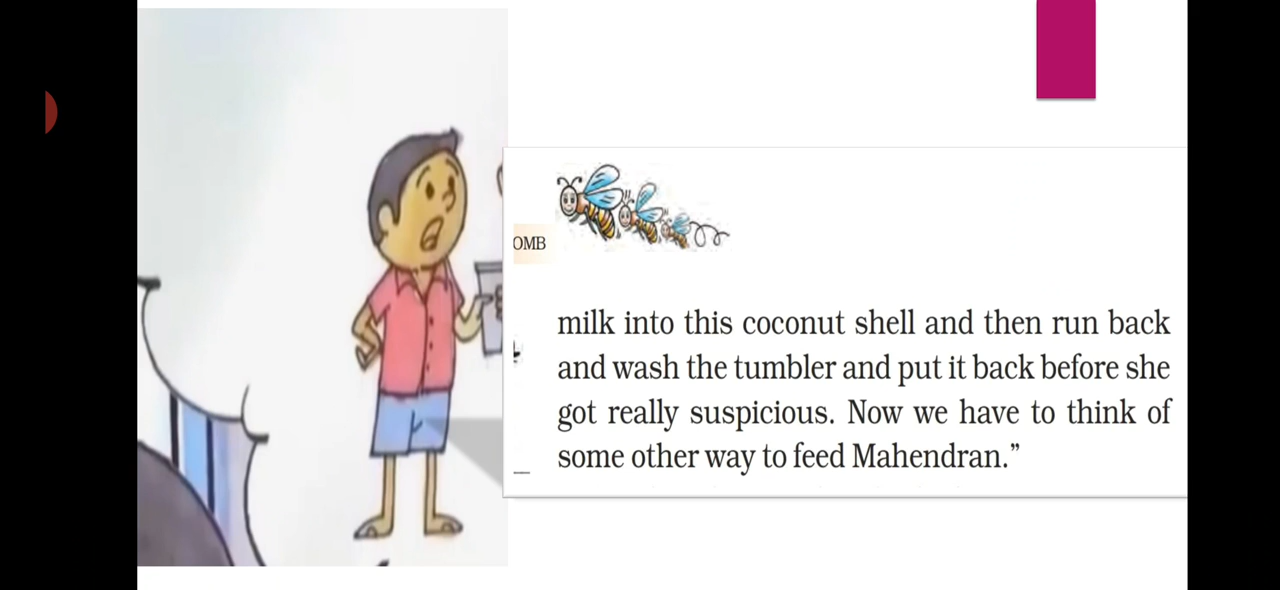 OMB
milk into this coconut shell and then run back
and wash the tumbler and put it back before she
got really suspicious. Now we have to think of
some other way to feed Mahendran.”